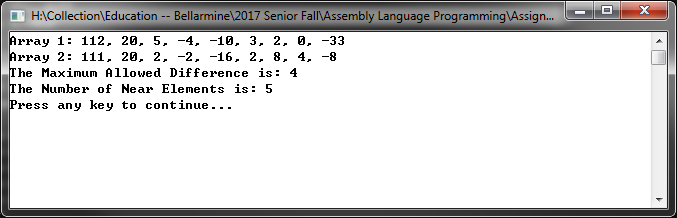 H:\Collection\Education -- Bellarmine\2017 Senior Fall\Assembly Language Programming\Assign...
Array 1: 112, 20, 5, -4, -10, 3, 2, 0, -33
Array 2: 111, 20, 2, -2, -16, 2, 8, 4, -8
The Maximum Allowed Difference is: 4
The Number of Near Elements is: 5
Press any key to continue...